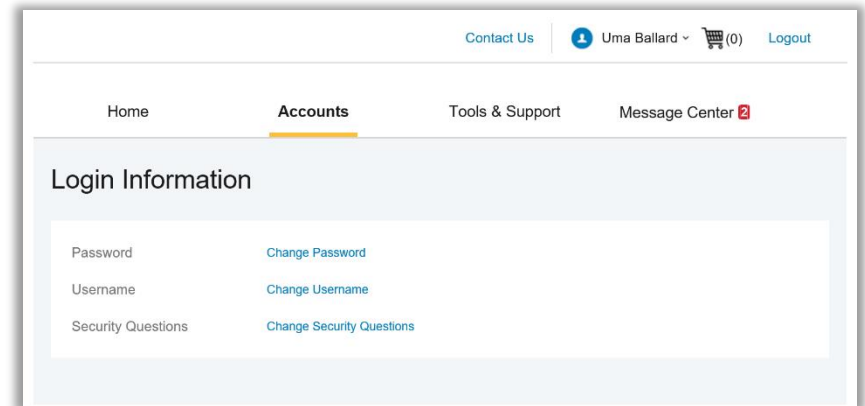 Contact Us Uma Ballard (0) Logout
Home Accounts Tools & Support Message Center 2
Login Information
Password Change Password
Username Change Username
Security Questions Change Security Questions